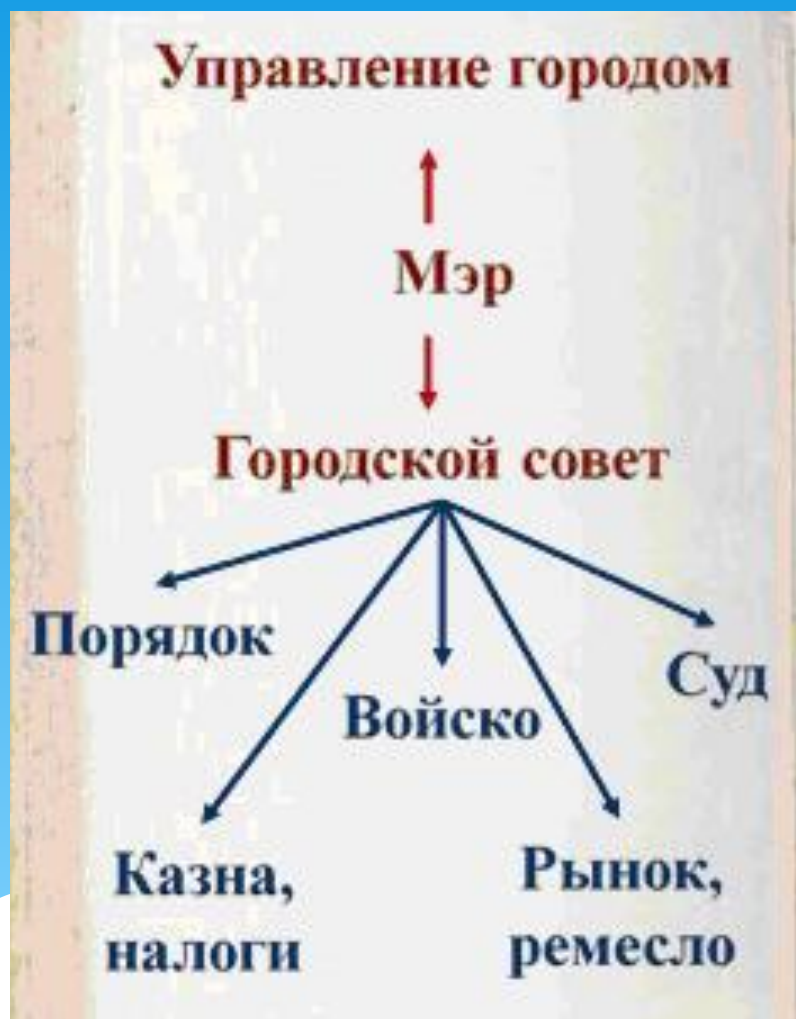 Управление городом
Мэр
Городской совет
Порядок
Суд
Войско
Казна,
налоги
Рынок,
ремесло